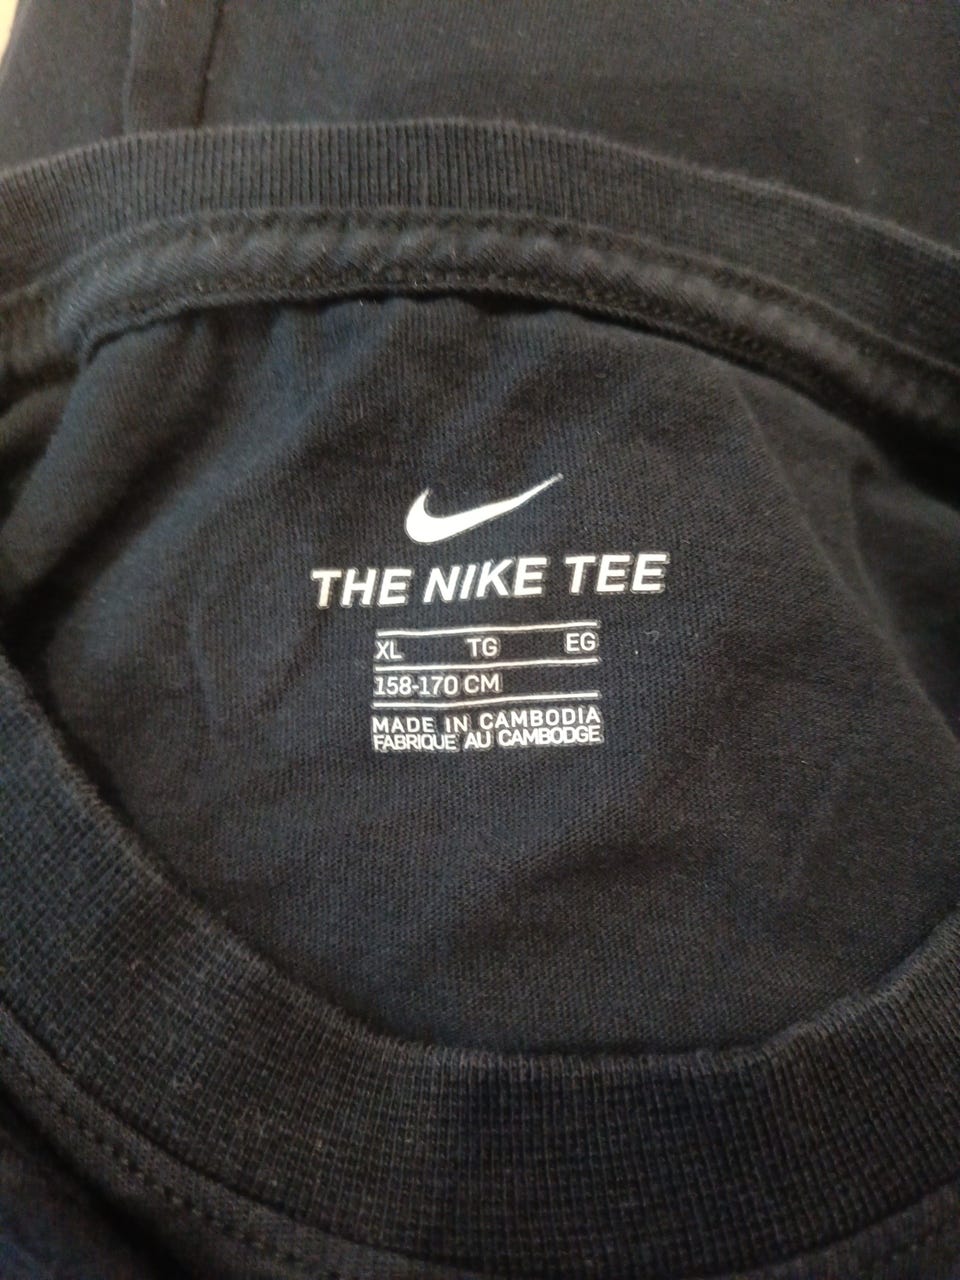 THE NIKE TEE
XL TG EG
158-170 CM
MADE IN CAMBODIA
FABRIQUE AU CAMBODGE